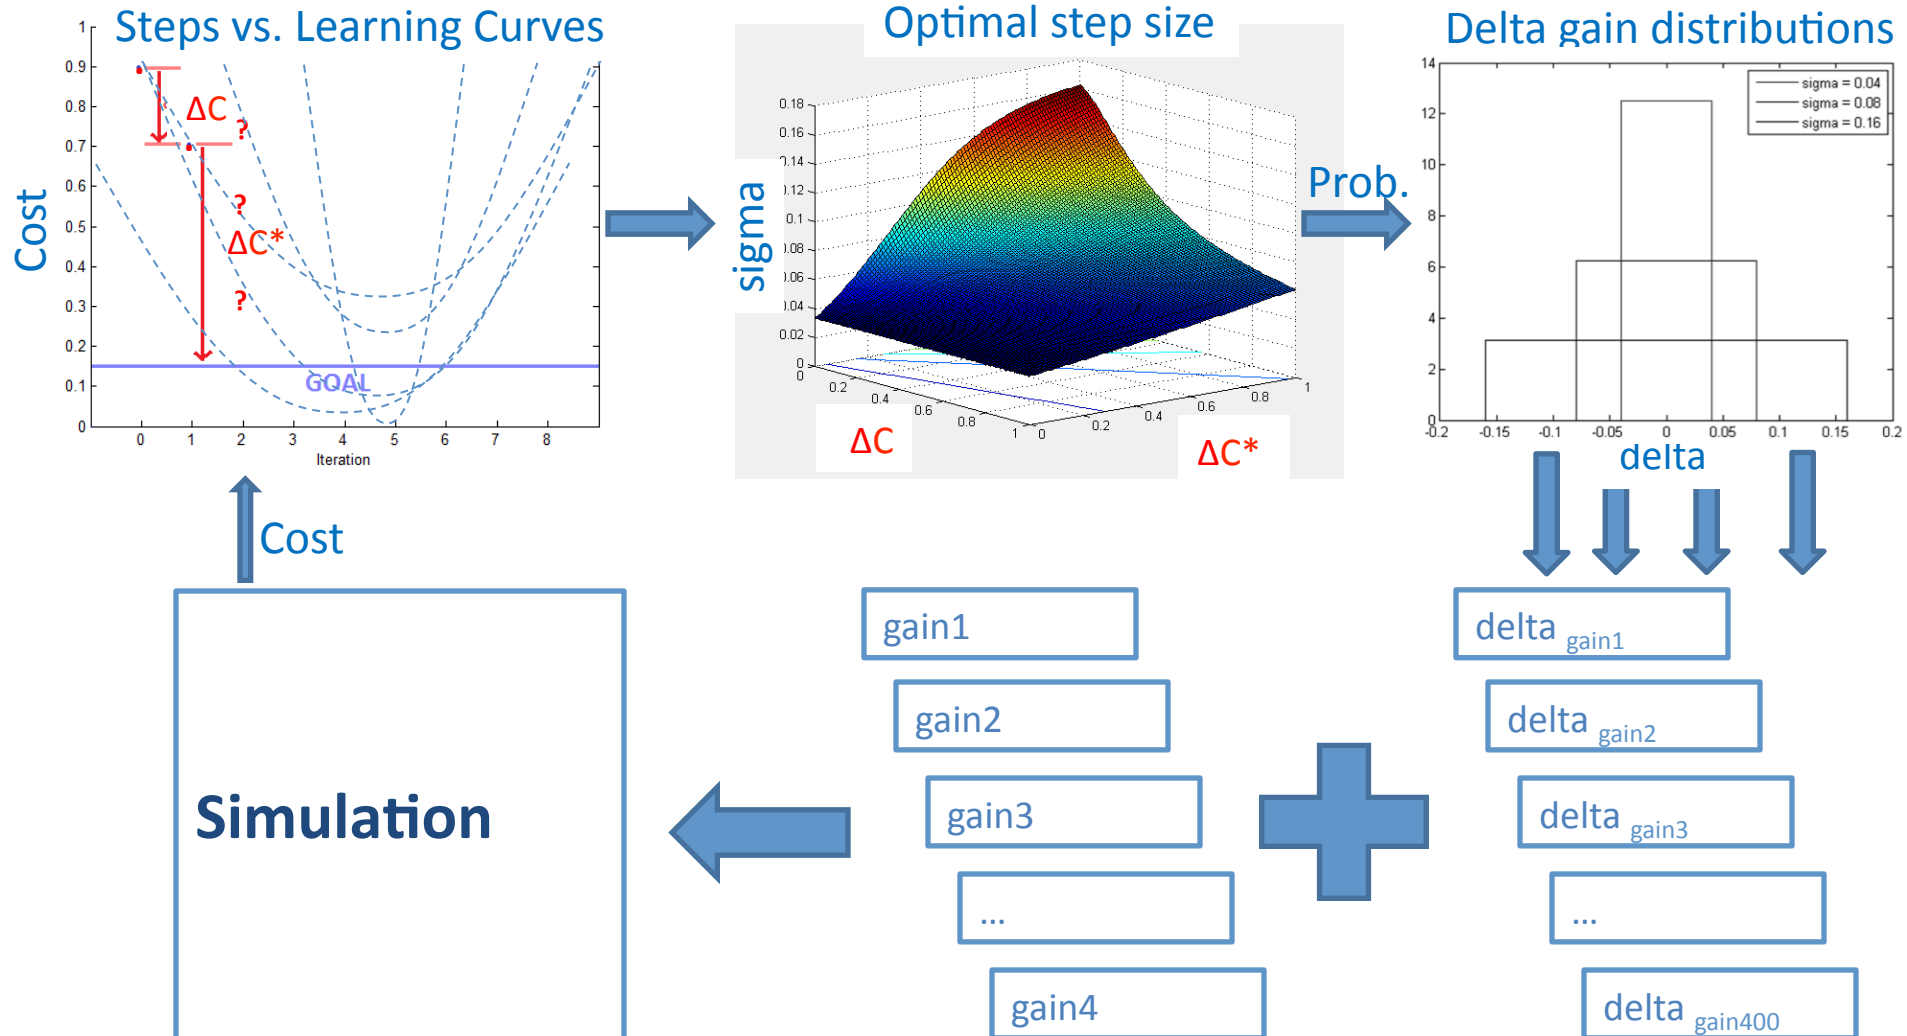 Steps vs. Learning Curves
Cost
1
0.9
0.8
0.7
0.6
0.5
0.4
0.3
0.2
0.1
0
ΔC
?
?
ΔC*
?
GOAL
0 1 2 3 4 5 6 7 8
Iteration
Optimal step size
sigma
0.18
0.16
0.14
0.12
0.1
0.08
0.06
0.04
0.02
0
0 0.2 0.4 0.6 0.8 1
0 0.2 0.4 0.6 0.8 1
ΔC
ΔC*
Prob.
Delta gain distributions
sigma = 0.04
sigma = 0.08
sigma = 0.16
14
12
10
8
6
4
2
0
-0.2 -0.15 -0.1 -0.05 0 0.05 0.1 0.15 0.2
delta
Cost
Simulation
gain1
gain2
gain3
...
gain4
delta gain1
delta gain2
delta gain3
...
delta gain400